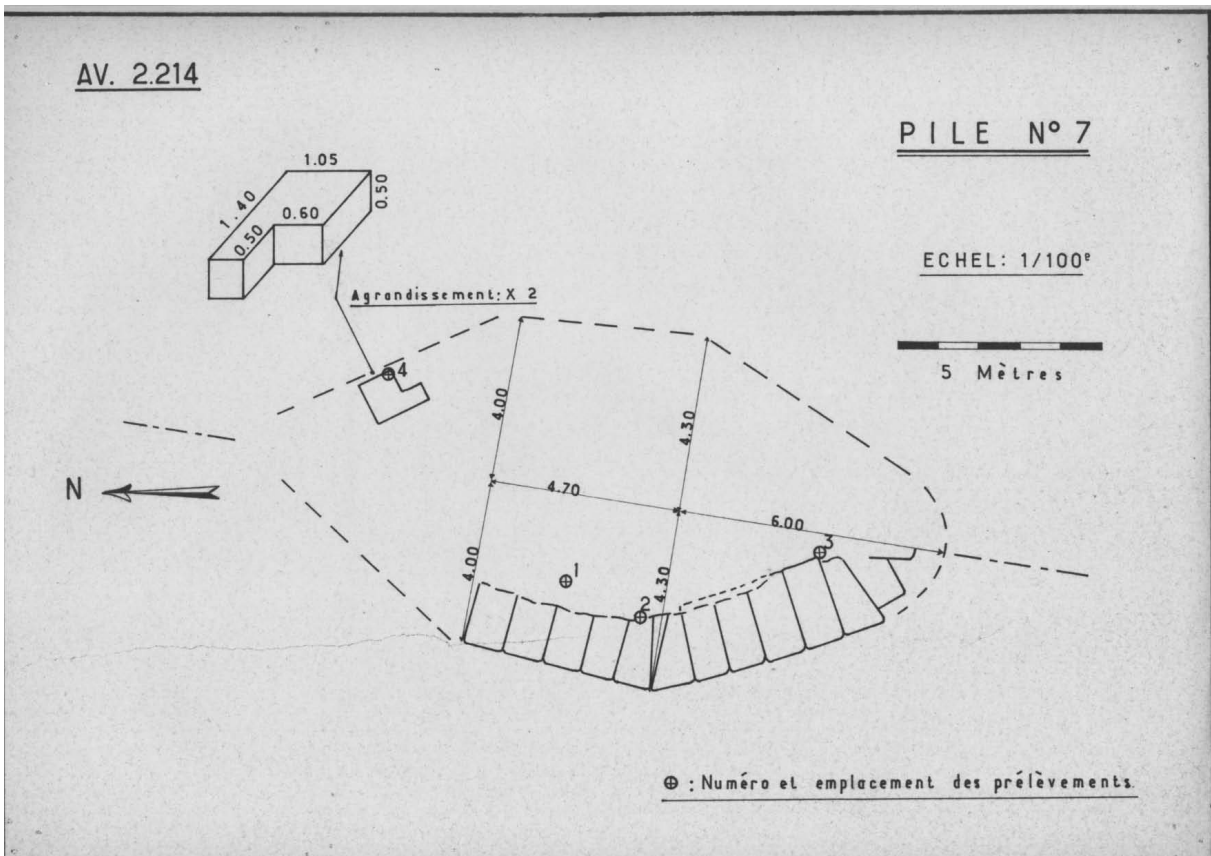 AV. 2.214
PILE N° 7
1.05
1.40
0.60
0.50
0.50
ECHEL: 1/100e
Agrandissement: X 2
5 Mètres
4
4.00
4.30
N
4.70
6.00
4.00
1
4.30
2
3
⊕ : Numéro et emplacement des prélèvements.